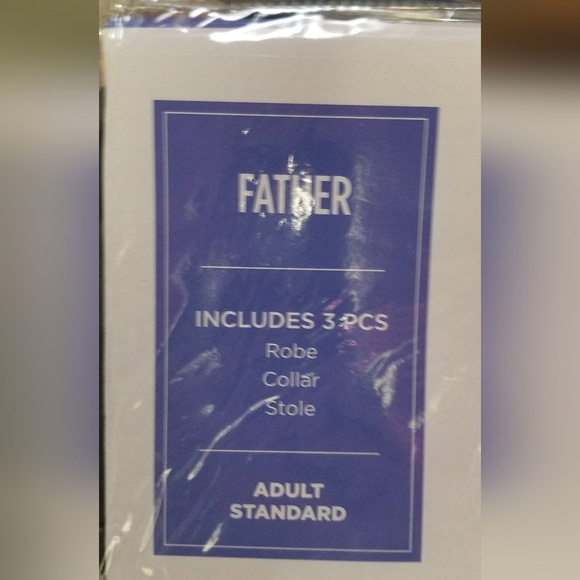 FATHER
INCLUDES 3 PCS
Robe
Collar
Stole
ADULT
STANDARD